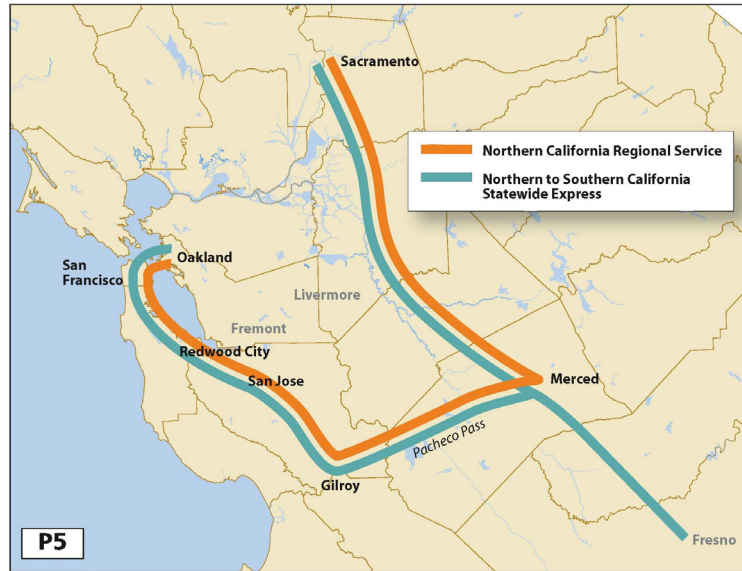 Sacramento
Northern California Regional Service
Northern to Southern California
Statewide Express
Oakland
San
Francisco
Livermore
Fremont
Redwood City
San Jose
Merced
Pacheco Pass
Gilroy
Fresno
P5